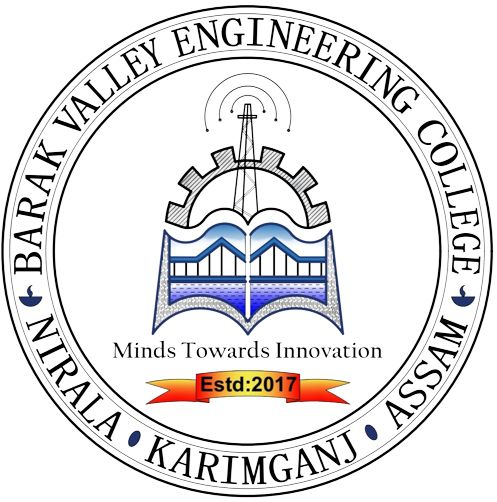 BARAK VALLEY ENGINEERING COLLEGE
Minds Towards Innovation
Estd:2017
NIRALA • KARIMGANJ • ASSAM